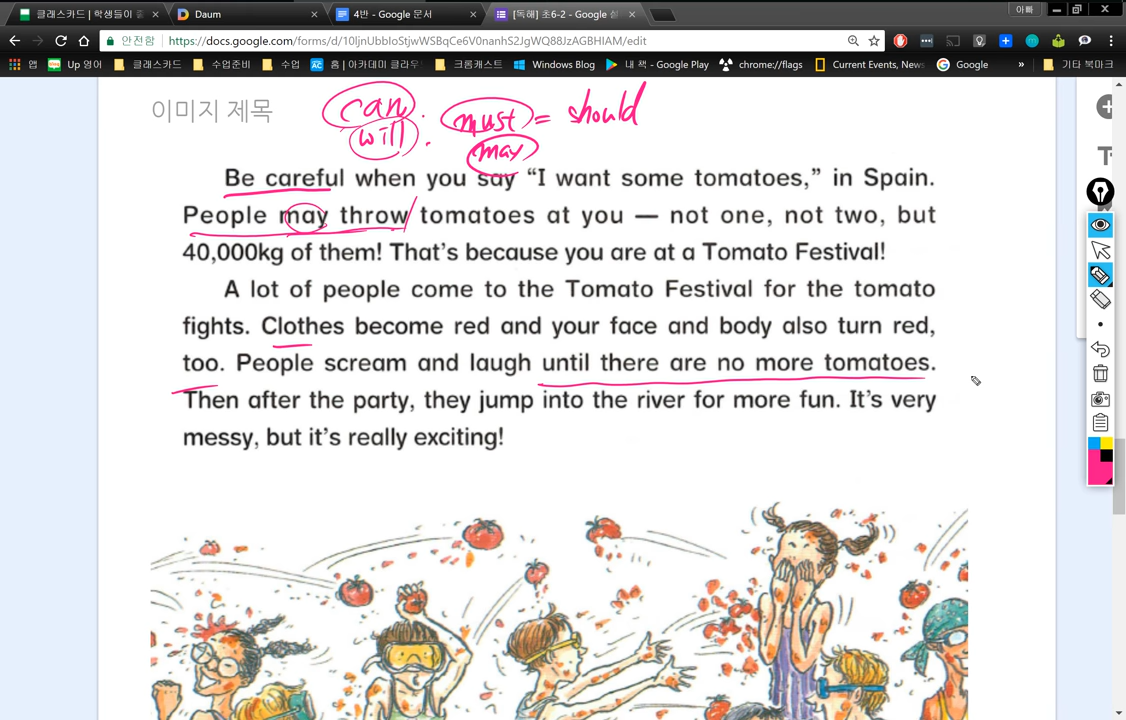 클래스카드 | 학생들이 좋
Daum
4반 - Google 문서
[독해] 초6-2 - Google 설
아빠
안전함 https://docs.google.com/forms/d/10ljnUbbIoStjwWSBqCe6V0nanhS2JgWQ88JzAGBHIAM/edit
앱 Up 영어 클래스카드 수업준비 수업 홈 | 아카데미 클라우 크롬캐스트 Windows Blog 내 책 - Google Play chrome://flags Current Events, New Google » 기타 북마크
can must = should
이미지 제목
will may
Be careful when you say “I want some tomatoes,” in Spain.
People may throw tomatoes at you — not one, not two, but
40,000kg of them! That’s because you are at a Tomato Festival!
A lot of people come to the Tomato Festival for the tomato
fights. Clothes become red and your face and body also turn red,
too. People scream and laugh until there are no more tomatoes.
Then after the party, they jump into the river for more fun. It’s very
messy, but it’s really exciting!